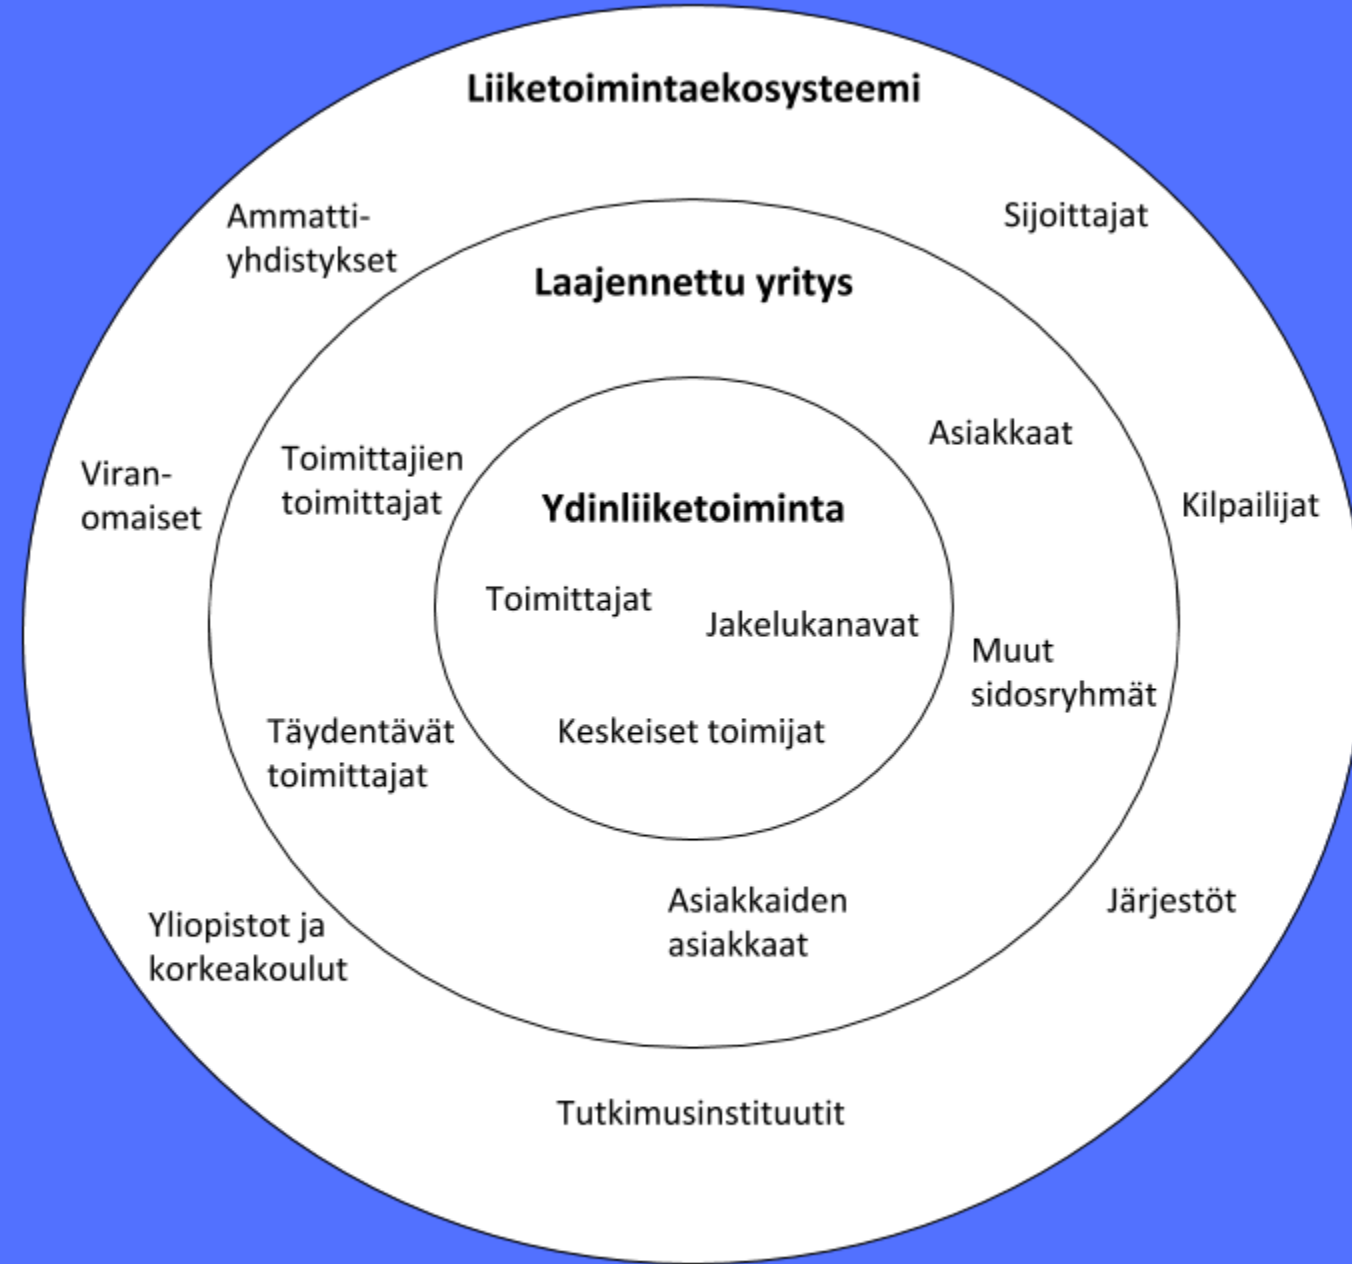 Liiketoimintaekosysteemi
Ammatti-
yhdistykset
Sijoittajat
Laajennettu yritys
Asiakkaat
Toimittajien
toimittajat
Viran-
omaiset
Ydinliiketoiminta
Kilpailijat
Toimittajat
Jakelukanavat
Muut
sidosryhmät
Täydentävät
toimittajat
Keskeiset toimijat
Asiakkaiden
asiakkaat
Järjestöt
Yliopistot ja
korkeakoulut
Tutkimusinstituutit